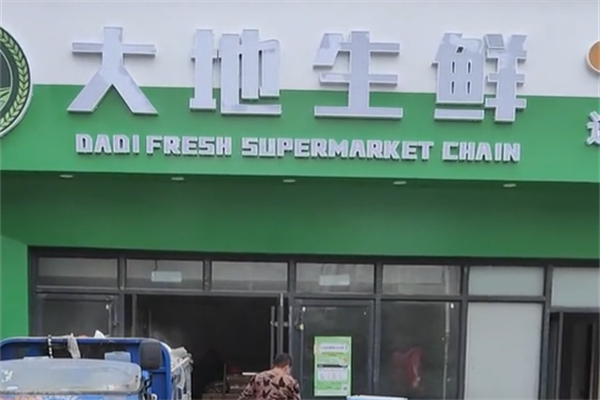 大地生鲜
DADI FRESH SUPERMARKET CHAIN